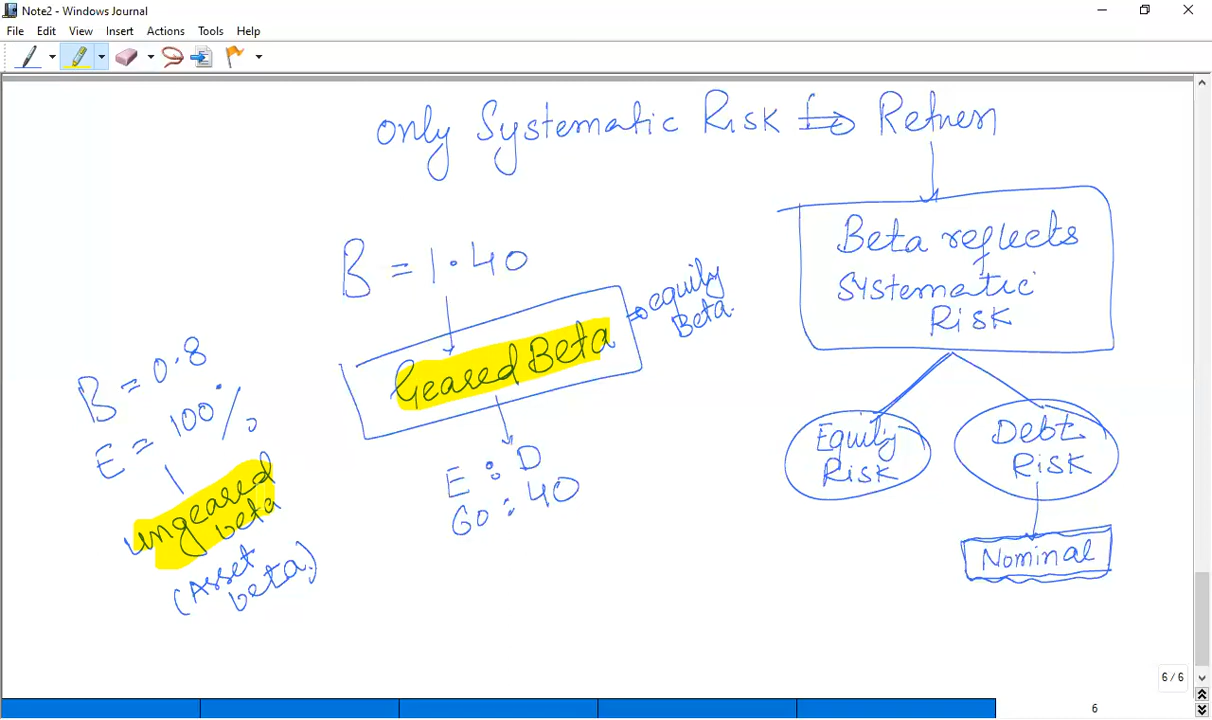 Note2 - Windows Journal
File Edit View Insert Actions Tools Help
only Systematic Risk ⇒ Return
Beta reflects
Systematic
Risk
B = 1.40
equity
Beta.
Geared Beta
E : D
60 : 40
B = 0.8
E = 100%
ungeared
beta
(Asset
beta)
Equity
Risk
Debt
Risk
Nominal
6 / 6
6